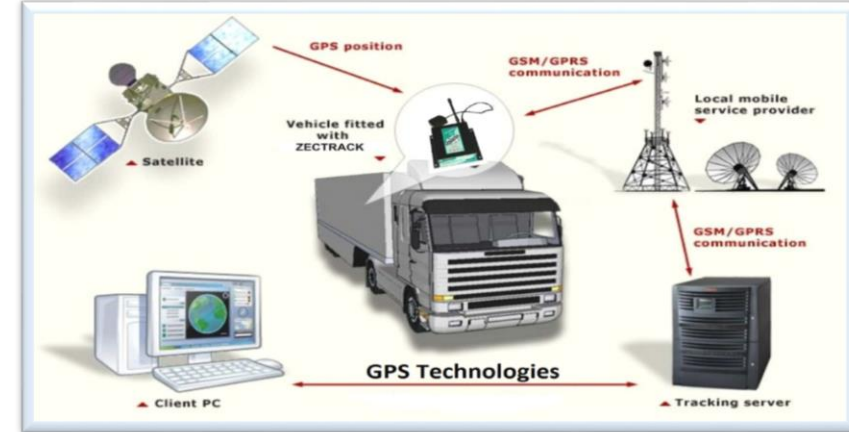 GPS position
GSM/GPRS
communication
Local mobile
service provider
Vehicle fitted
with
ZECTRACK
Satellite
GSM/GPRS
communication
GPS Technologies
Client PC
Tracking server